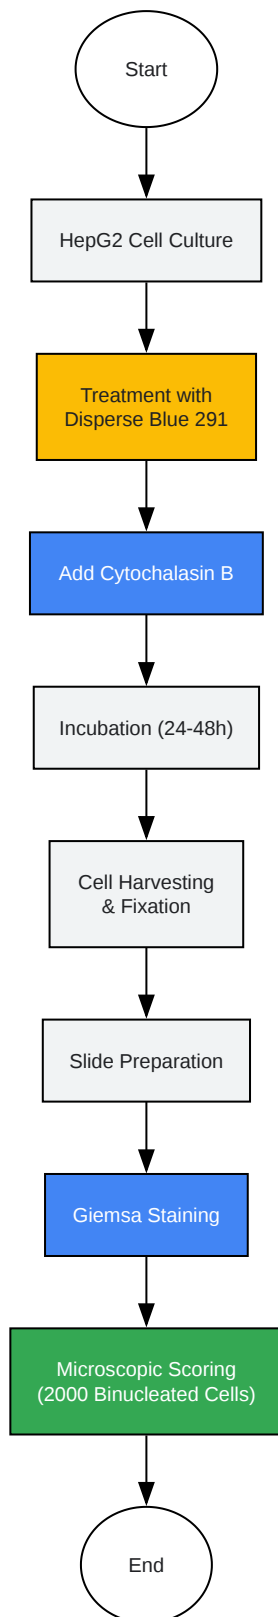 Start
HepG2 Cell Culture
Treatment with
Disperse Blue 291
Add Cytochalasin B
Incubation (24-48h)
Cell Harvesting
& Fixation
Slide Preparation
Giemsa Staining
Microscopic Scoring
(2000 Binucleated Cells)
End